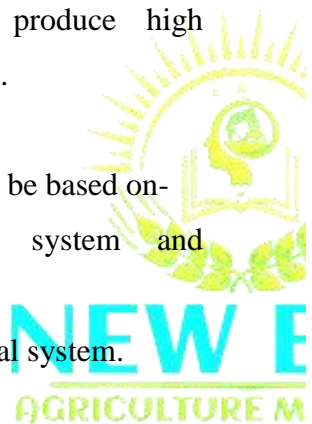 produce high
.
be based on-
system and
al system.
NEW E
AGRICULTURE M